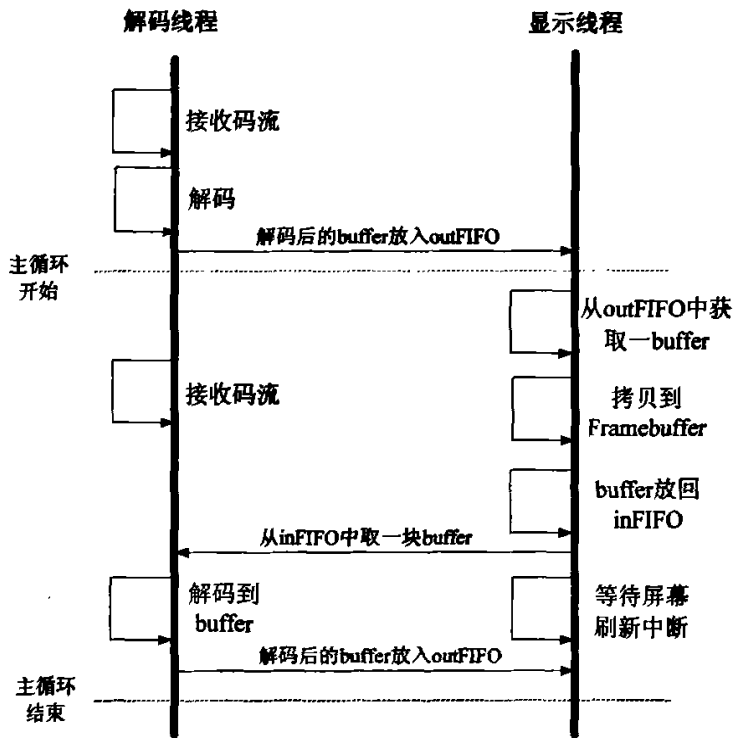 解码线程
显示线程
接收码流
解码
解码后的buffer放入outFIFO
主循环
开始
从outFIFO中获
取一buffer
接收码流
拷贝到
Framebuffer
buffer放回
inFIFO
从inFIFO中取一块buffer
解码到
buffer
等待屏幕
刷新中断
解码后的buffer放入outFIFO
主循环
结束